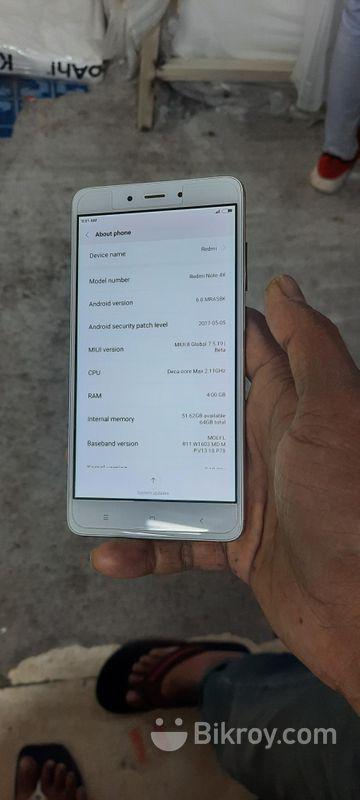 9:01 AM
About phone
Device name Redmi
Model number Redmi Note 4X
Android version 6.0 MRA58K
Android security patch level 2017-05-05
MIUI version MIUI 8 Global 7.5.19 |
Beta
CPU Deca-core Max 2.11GHz
RAM 4.00 GB
Internal memory 51.62GB available
64GB total
Baseband version MOLY.L
R11.W1603.MD.M
P.V13.18.P78
System updates
Bikroy.com